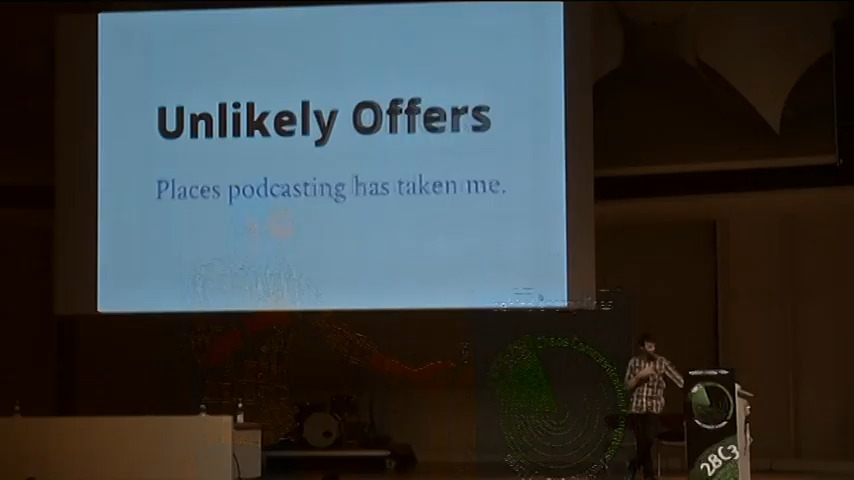 Unlikely Offers
Places podcasting has taken me.
28C3